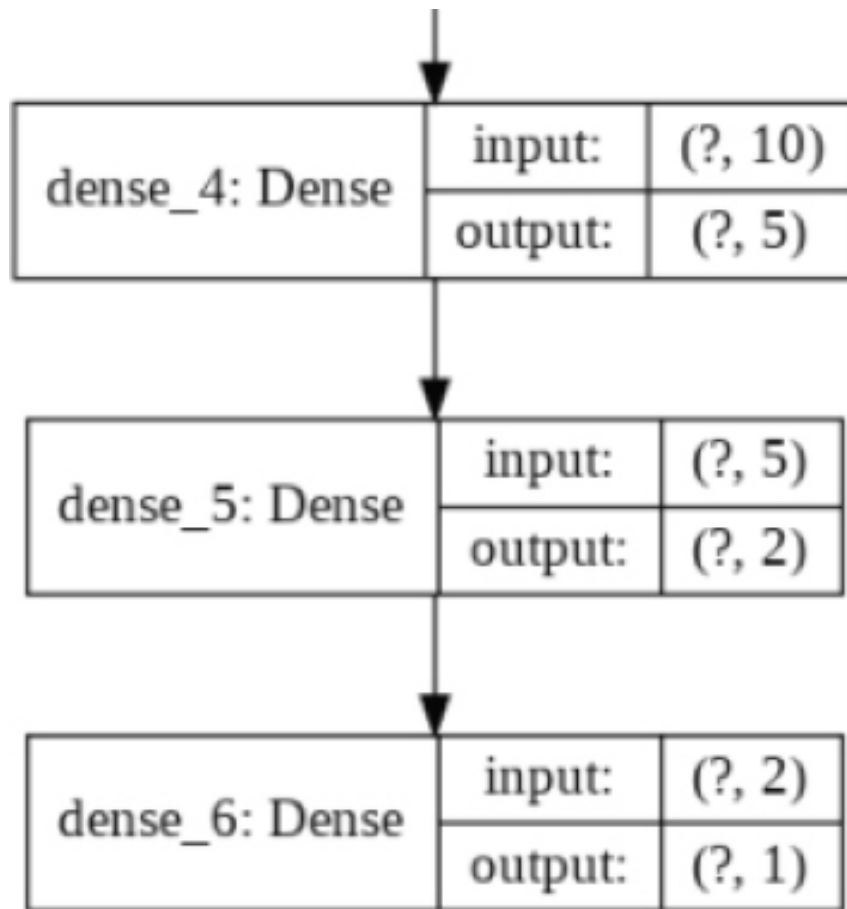 dense_4: Dense
input: (?, 10)
output: (?, 5)
dense_5: Dense
input: (?, 5)
output: (?, 2)
dense_6: Dense
input: (?, 2)
output: (?, 1)